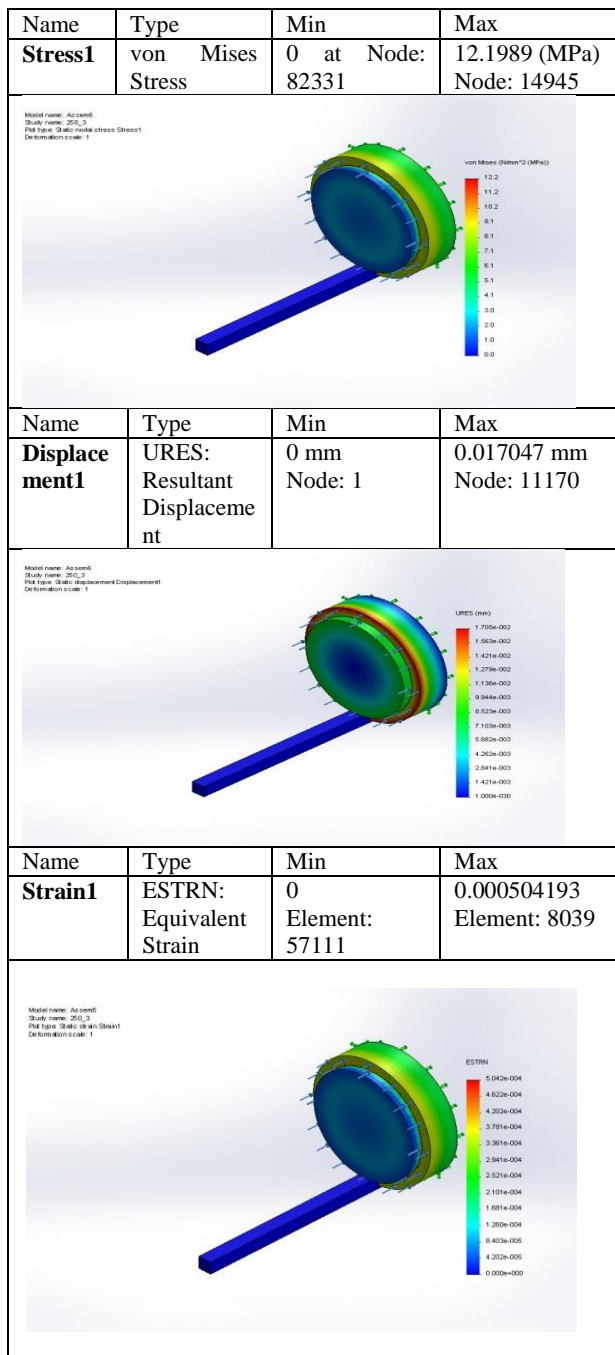 Name Type Min Max
Stress1 von Mises Stress 0 at Node: 82331 12.1989 (MPa) Node: 14945
Model name: Assem6
Study name: 250_3
Plot type: Static nodal stress Stress1
Deformation scale: 1
von Mises (N/mm^2 (MPa))
12.2
11.2
10.2
9.1
8.1
7.1
6.1
5.1
4.1
3.0
2.0
1.0
0.0
Name Type Min Max
Displace URES: 0 mm 0.017047 mm
ment1 Resultant Node: 1 Node: 11170
Displaceme
nt
Model name: Assem6
Study name: 250_3
Plot type: Static displacement Displacement1
Deformation scale: 1
URES (mm)
1.705e-002
1.563e-002
1.421e-002
1.279e-002
1.136e-002
9.944e-003
8.523e-003
7.103e-003
5.682e-003
4.262e-003
2.841e-003
1.421e-003
1.000e-030
Name Type Min Max
Strain1 ESTRN: 0 0.000504193
Equivalent Element: Element: 8039
Strain 57111
Model name: Assem6
Study name: 250_3
Plot type: Static strain Strain1
Deformation scale: 1
ESTRN
5.042e-004
4.622e-004
4.202e-004
3.781e-004
3.361e-004
2.941e-004
2.521e-004
2.101e-004
1.681e-004
1.260e-004
8.403e-005
4.202e-005
0.000e+000